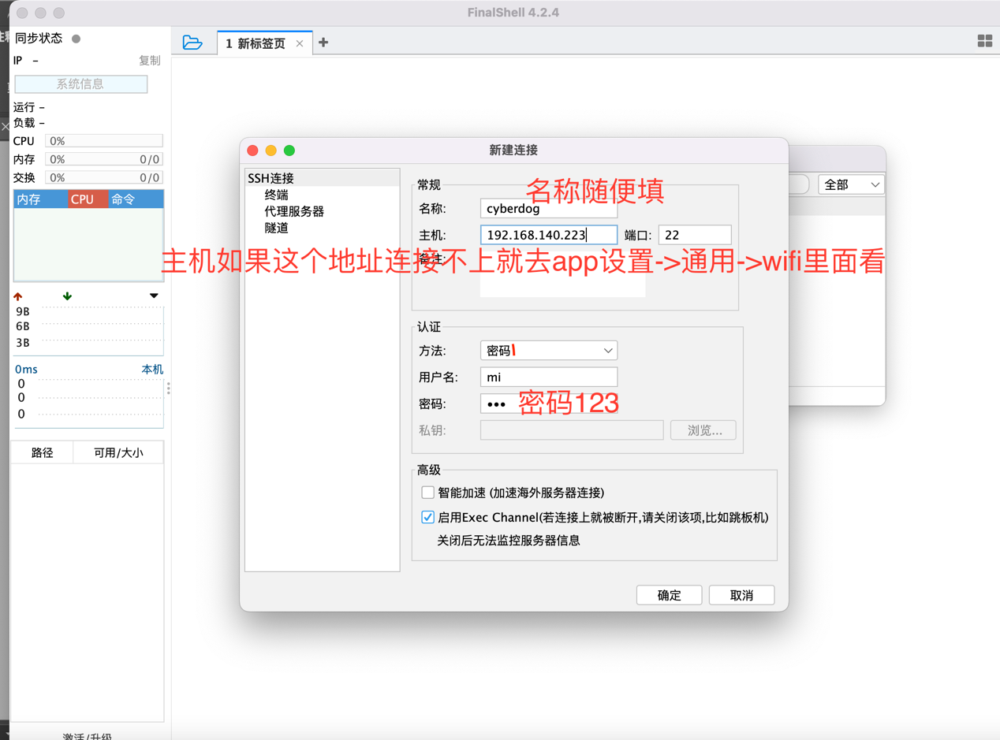 FinalShell 4.2.4
同步状态
IP – 复制
系统信息
运行 –
负载 –
CPU 0%
内存 0% 0/0
交换 0% 0/0
内存 CPU 命令
9B
6B
3B
0ms 本机
0
0
0
路径 可用/大小
激活/升级
1 新标签页
全部
新建连接
SSH连接
终端
代理服务器
隧道
常规
名称随便填
名称: cyberdog
主机: 192.168.140.223 端口: 22
备注:
主机如果这个地址连接不上就去app设置->通用->wifi里面看
认证
方法: 密码
用户名: mi
密码: ••• 密码123
私钥: 浏览...
高级
智能加速 (加速海外服务器连接)
启用Exec Channel(若连接上就被断开,请关闭该项,比如跳板机)
关闭后无法监控服务器信息
确定 取消